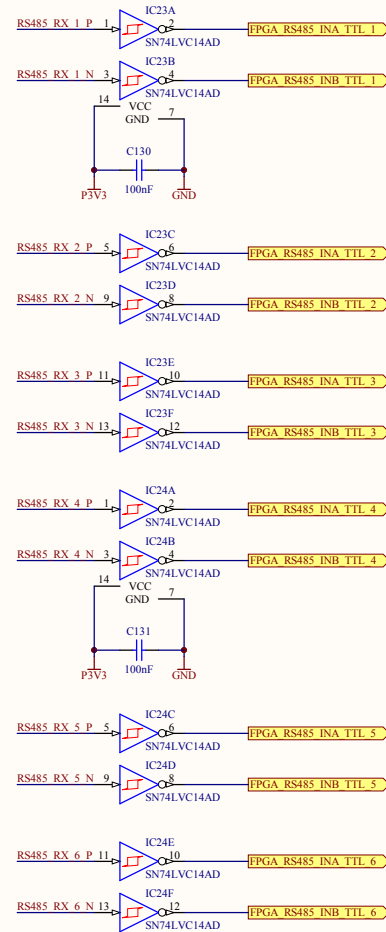 IC23A
RS485_RX_1_P 1 2 FPGA_RS485_INA_TTL_1
SN74LVC14AD
IC23B
RS485_RX_1_N 3 4 FPGA_RS485_INB_TTL_1
SN74LVC14AD
14 VCC
GND 7
C130
100nF
P3V3 GND
IC23C
RS485_RX_2_P 5 6 FPGA_RS485_INA_TTL_2
SN74LVC14AD
IC23D
RS485_RX_2_N 9 8 FPGA_RS485_INB_TTL_2
SN74LVC14AD
IC23E
RS485_RX_3_P 11 10 FPGA_RS485_INA_TTL_3
SN74LVC14AD
IC23F
RS485_RX_3_N 13 12 FPGA_RS485_INB_TTL_3
SN74LVC14AD
IC24A
RS485_RX_4_P 1 2 FPGA_RS485_INA_TTL_4
SN74LVC14AD
IC24B
RS485_RX_4_N 3 4 FPGA_RS485_INB_TTL_4
SN74LVC14AD
14 VCC
GND 7
C131
100nF
P3V3 GND
IC24C
RS485_RX_5_P 5 6 FPGA_RS485_INA_TTL_5
SN74LVC14AD
IC24D
RS485_RX_5_N 9 8 FPGA_RS485_INB_TTL_5
SN74LVC14AD
IC24E
RS485_RX_6_P 11 10 FPGA_RS485_INA_TTL_6
SN74LVC14AD
IC24F
RS485_RX_6_N 13 12 FPGA_RS485_INB_TTL_6
SN74LVC14AD